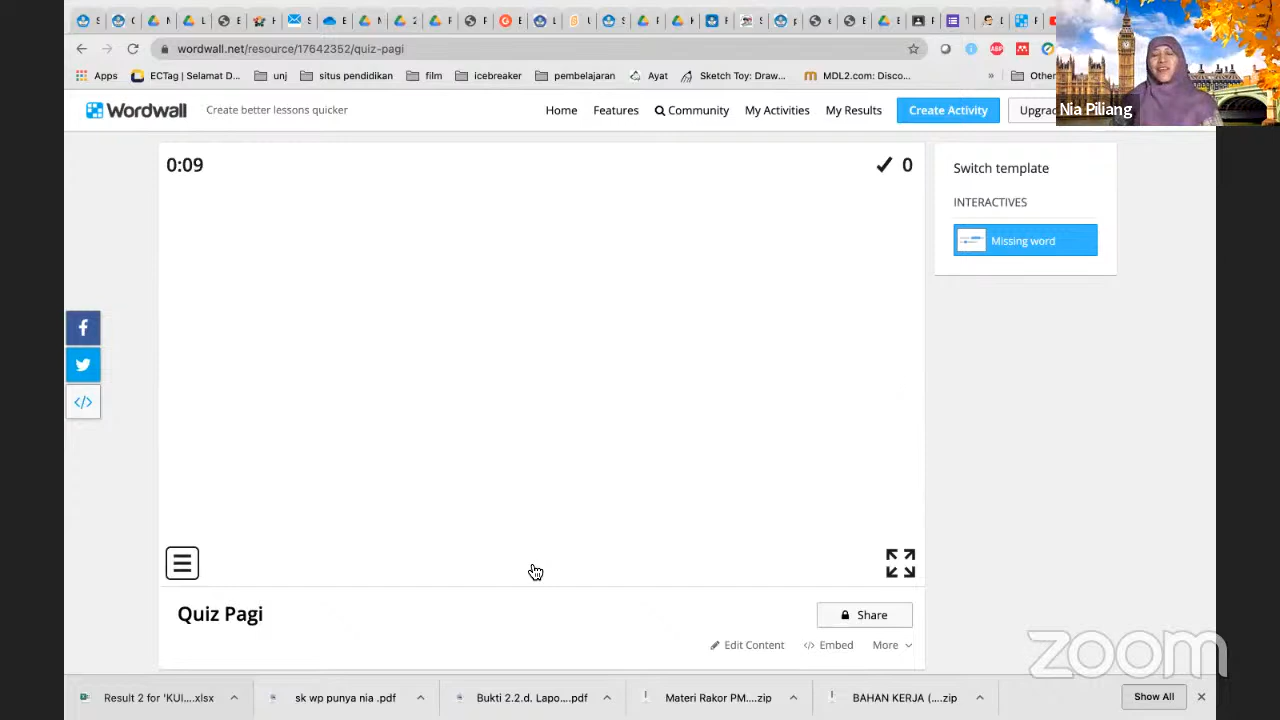 wordwall.net/resource/17642352/quiz-pagi
ABP
Apps
ECTag | Selamat D...
unj
situs pendidikan
film
icebreaker
pembelajaran
Ayat
Sketch Toy: Draw...
MDL2.com: Disco...
»
Other
Nia Piliang
Wordwall
Create better lessons quicker
Home
Features
Community
My Activities
My Results
Create Activity
Upgra
0:09
0
Switch template
INTERACTIVES
Missing word
Quiz Pagi
Share
Edit Content
Embed
More
zoom
Result 2 for 'KUI....xlsx
sk wp punya nia .pdf
Bukti 2.2.d. Lapo....pdf
Materi Rakor PM....zip
BAHAN KERJA (....zip
Show All